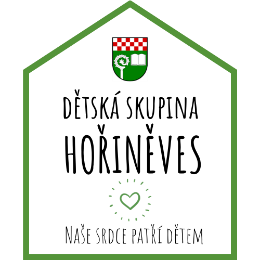 DĚTSKÁ SKUPINA
HOŘINĚVES
NAŠE SRDCE PATŘÍ DĚTEM